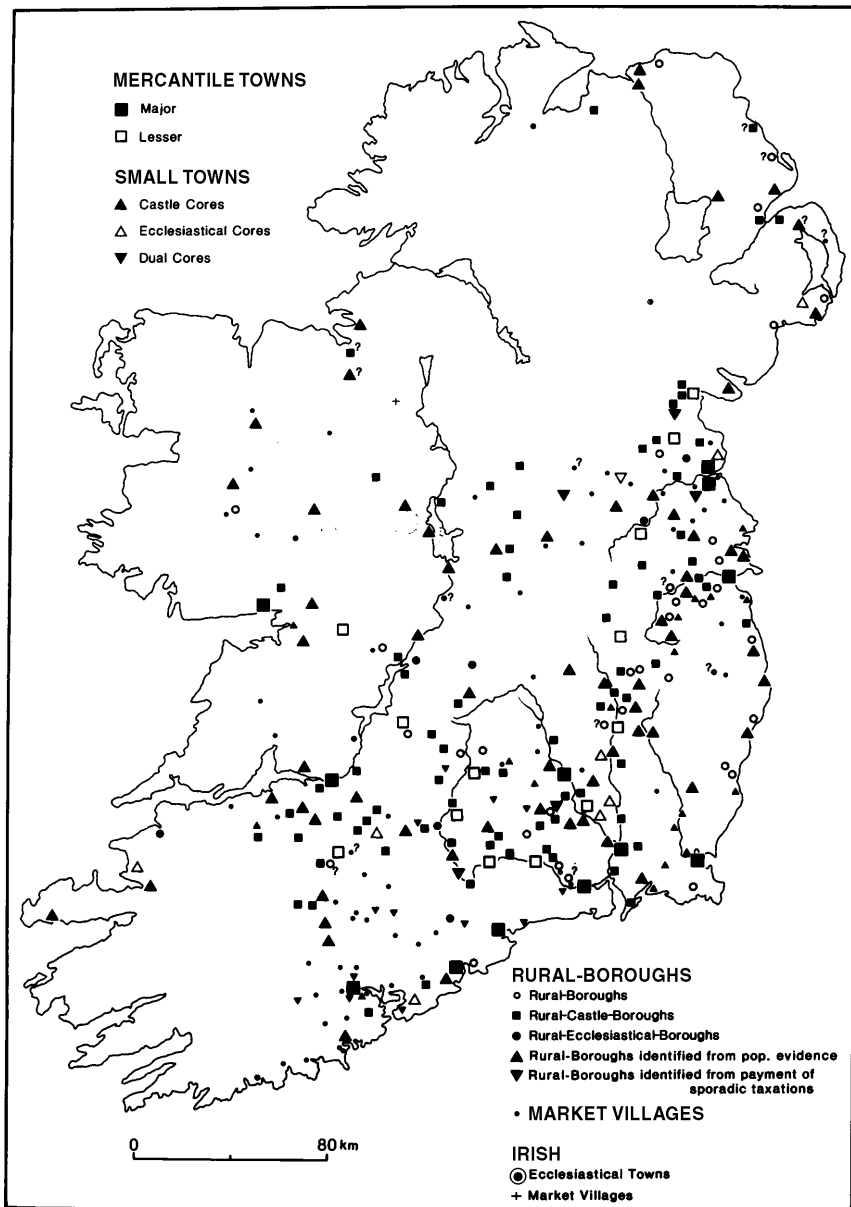 MERCANTILE TOWNS
Major
Lesser
SMALL TOWNS
Castle Cores
Ecclesiastical Cores
Dual Cores
?
?
?
?
?
?
?
?
?
?
?
?
?
?
RURAL-BOROUGHS
Rural-Boroughs
Rural-Castle-Boroughs
Rural-Ecclesiastical-Boroughs
Rural-Boroughs identified from pop. evidence
Rural-Boroughs identified from payment of
sporadic taxations
MARKET VILLAGES
0 80 km
IRISH
Ecclesiastical Towns
Market Villages